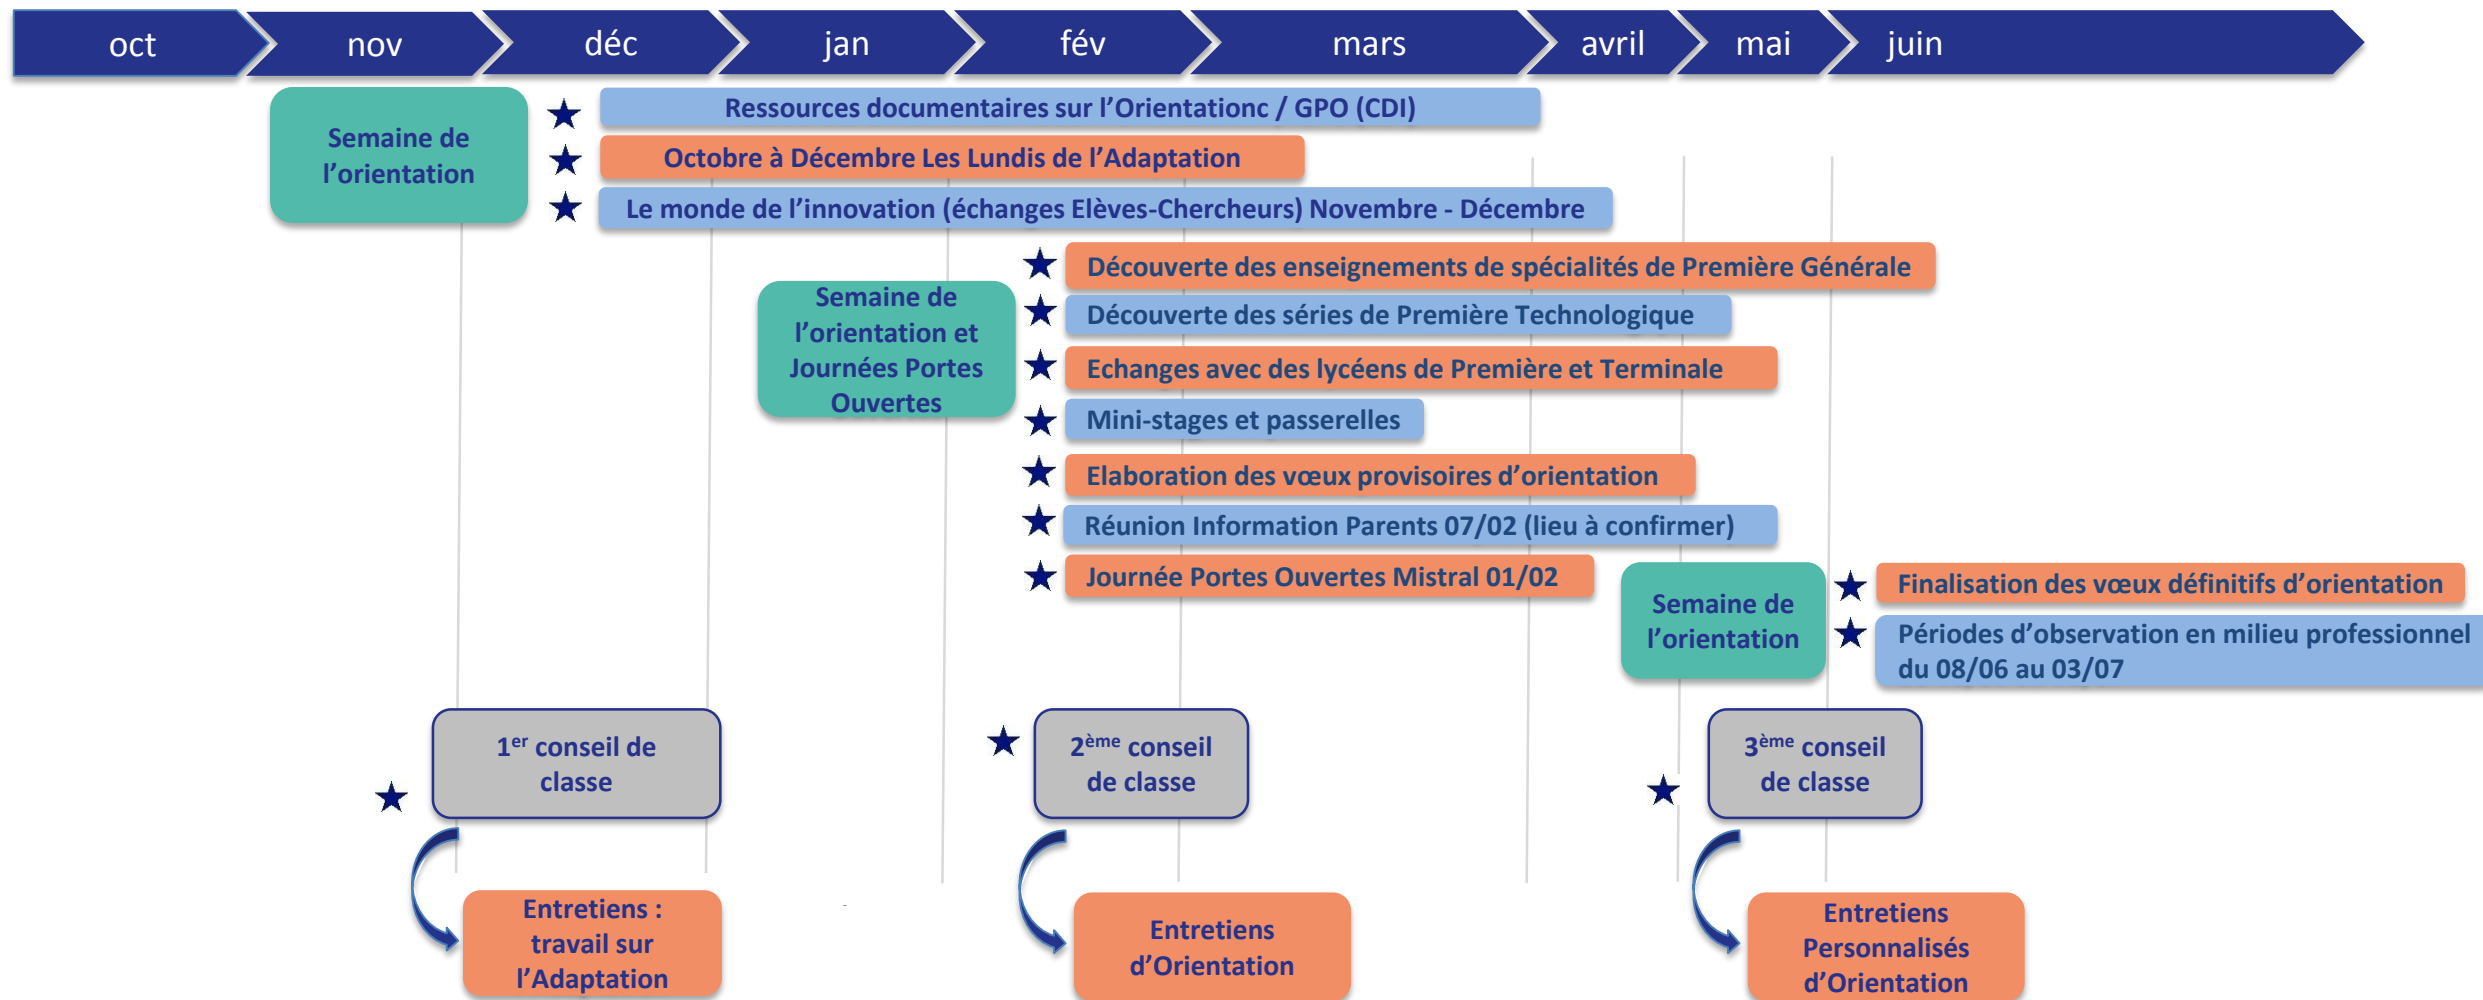 oct
nov
déc
jan
fév
mars
avril
mai
juin
Semaine de
l’orientation
Ressources documentaires sur l’Orientationc / GPO (CDI)
Octobre à Décembre Les Lundis de l’Adaptation
Le monde de l’innovation (échanges Elèves-Chercheurs) Novembre - Décembre
Semaine de
l’orientation et
Journées Portes
Ouvertes
Découverte des enseignements de spécialités de Première Générale
Découverte des séries de Première Technologique
Echanges avec des lycéens de Première et Terminale
Mini-stages et passerelles
Elaboration des vœux provisoires d’orientation
Réunion Information Parents 07/02 (lieu à confirmer)
Journée Portes Ouvertes Mistral 01/02
Semaine de
l’orientation
Finalisation des vœux définitifs d’orientation
Périodes d’observation en milieu professionnel
du 08/06 au 03/07
1er conseil de
classe
2ème conseil
de classe
3ème conseil
de classe
Entretiens :
travail sur
l’Adaptation
Entretiens
d’Orientation
Entretiens
Personnalisés
d’Orientation